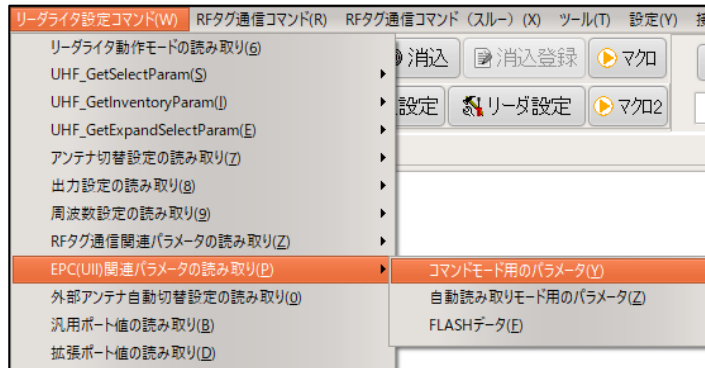 リーダライタ設定コマンド(W) RFタグ通信コマンド(R) RFタグ通信コマンド（スルー）(X) ツール(T) 設定(Y)
消込 消込登録 マクロ
設定 リーダ設定 マクロ2
リーダライタ動作モードの読み取り(6)
UHF_GetSelectParam(S)
UHF_GetInventoryParam(I)
UHF_GetExpandSelectParam(E)
アンテナ切替設定の読み取り(7)
出力設定の読み取り(8)
周波数設定の読み取り(9)
RFタグ通信関連パラメータの読み取り(Z)
EPC(UII)関連パラメータの読み取り(P)
外部アンテナ自動切替設定の読み取り(0)
汎用ポート値の読み取り(B)
拡張ポート値の読み取り(D)
コマンドモード用のパラメータ(Y)
自動読み取りモード用のパラメータ(Z)
FLASHデータ(F)